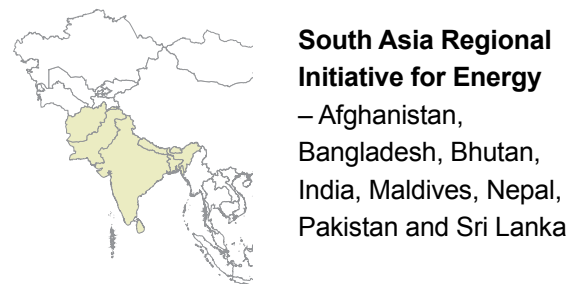 South Asia Regional
Initiative for Energy
– Afghanistan,
Bangladesh, Bhutan,
India, Maldives, Nepal,
Pakistan and Sri Lanka